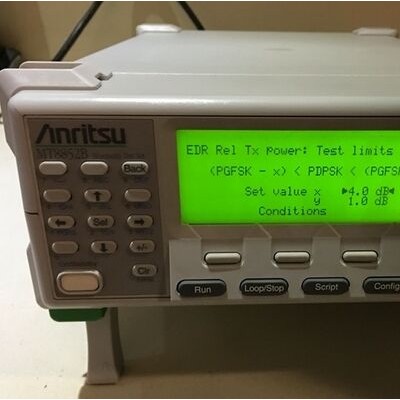 Anritsu
MT8852B
EDR Rel Tx power: Test limits
(PGFSK - x) < PDPSK < (PGFSK
Set value x ▶4.0 dB◀
y 1.0 dB
Conditions
Back
Sel
+/-
Clr
Run
Loop/Stop
Script
Config